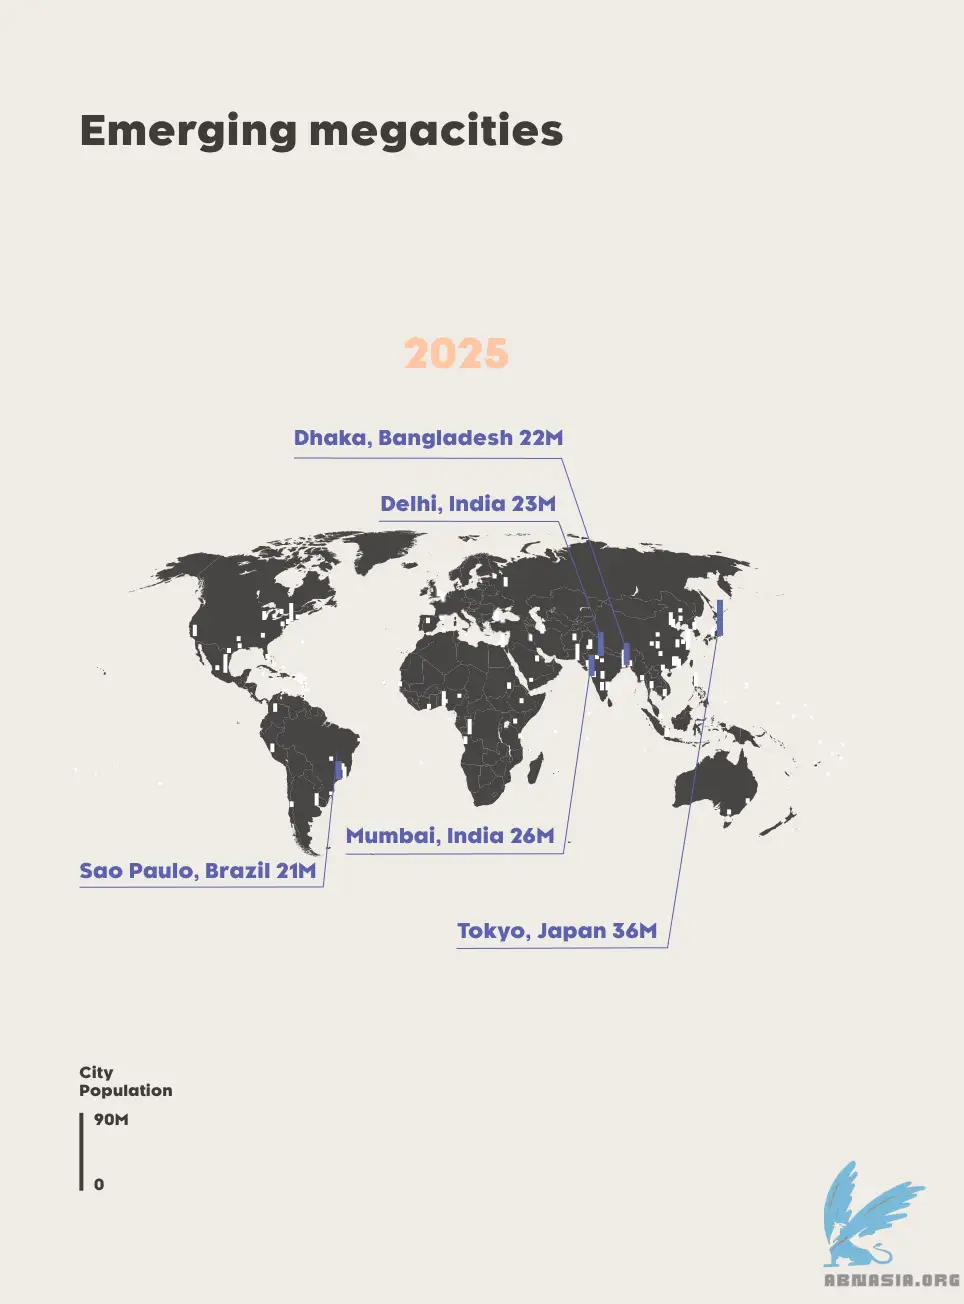 Emerging megacities
2025
Dhaka, Bangladesh 22M
Delhi, India 23M
Mumbai, India 26M
Sao Paulo, Brazil 21M
Tokyo, Japan 36M
City
Population
90M
0
ABNASIA.ORG